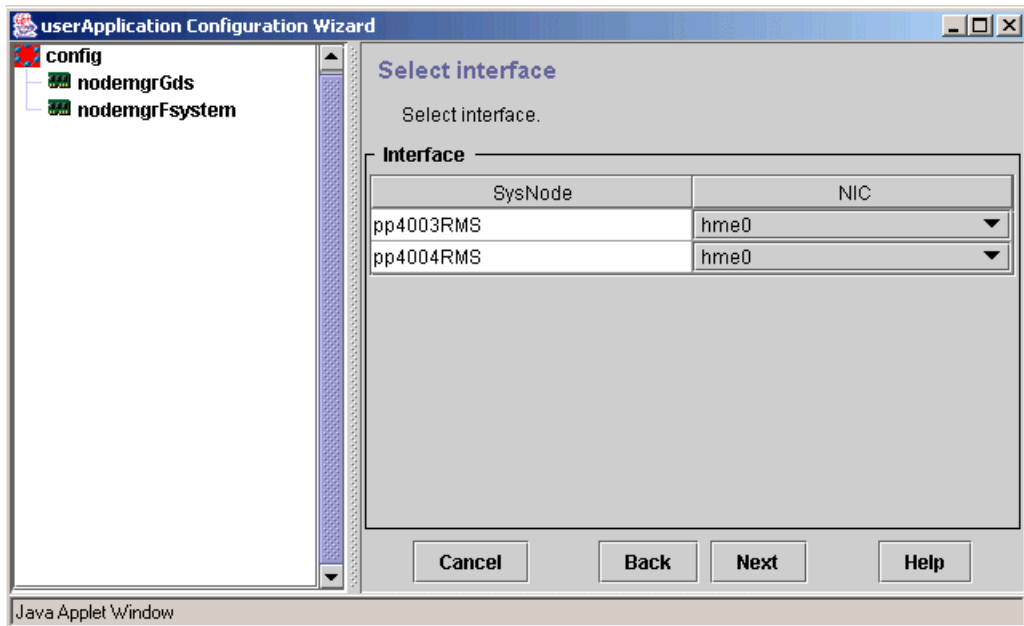 userApplication Configuration Wizard
config
nodemgrGds
nodemgrFsystem
Select interface
Select interface.
Interface
SysNode NIC
pp4003RMS hme0
pp4004RMS hme0
Cancel Back Next Help
Java Applet Window